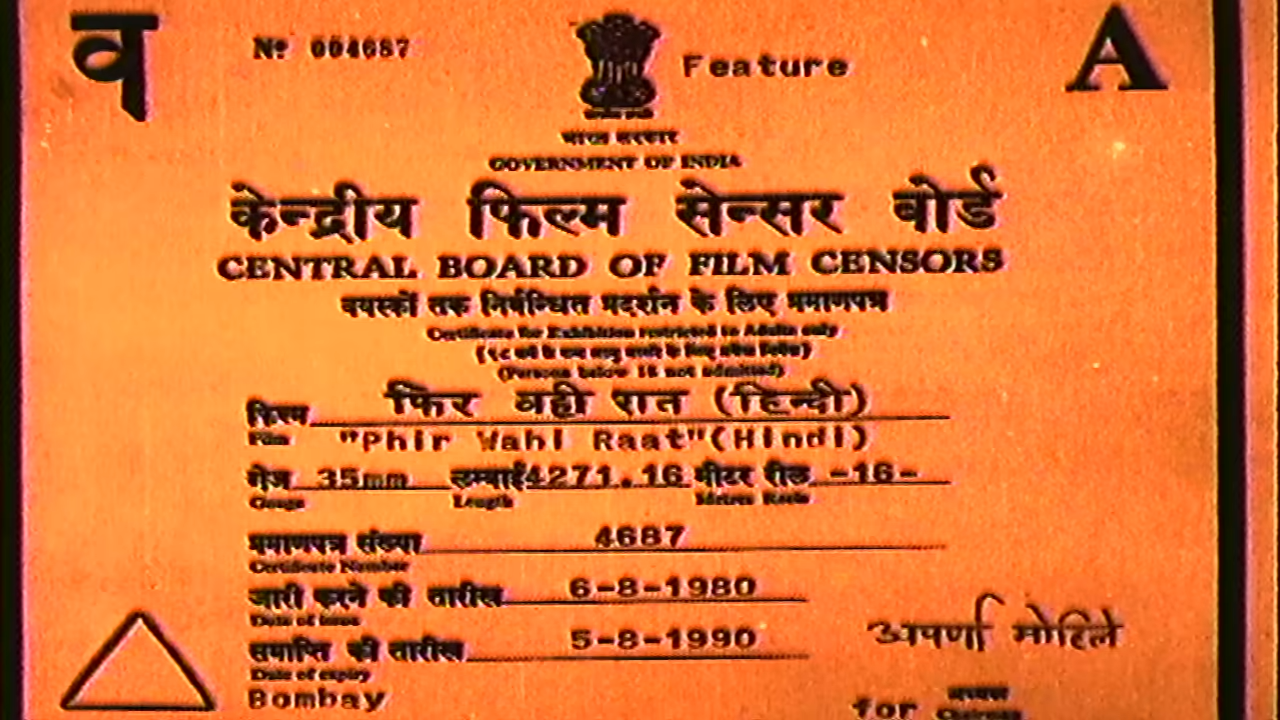 व
Nº 004687
Feature
A
भारत सरकार
GOVERNMENT OF INDIA
केन्द्रीय फिल्म सेन्सर बोर्ड
CENTRAL BOARD OF FILM CENSORS
वयस्कों तक निर्बन्धित प्रदर्शन के लिए प्रमाणपत्र
Certificate for Exhibition restricted to Adults only
(Persons below 18 not admitted)
फिल्म फिर वही रात (हिन्दी)
Film "Phir Wahi Raat"(Hindi)
गेज 35mm लम्बाई 4271.16 मीटर रील -16-
Gauge Length Metres Reels
प्रमाणपत्र संख्या 4687
Certificate Number
जारी करने की तारीख 6-8-1980
Date of issue
समाप्ति की तारीख 5-8-1990
Date of expiry
अपर्णा मोहिले
Bombay
for अध्यक्ष
Chairman